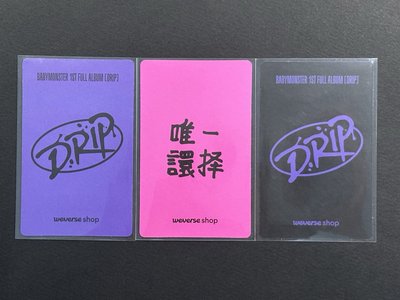 BABYMONSTER 1ST FULL ALBUM [DRIP]
DRIP
weverse shop
唯一
選择
weverse shop
BABYMONSTER 1ST FULL ALBUM [DRIP]
DRIP
weverse shop